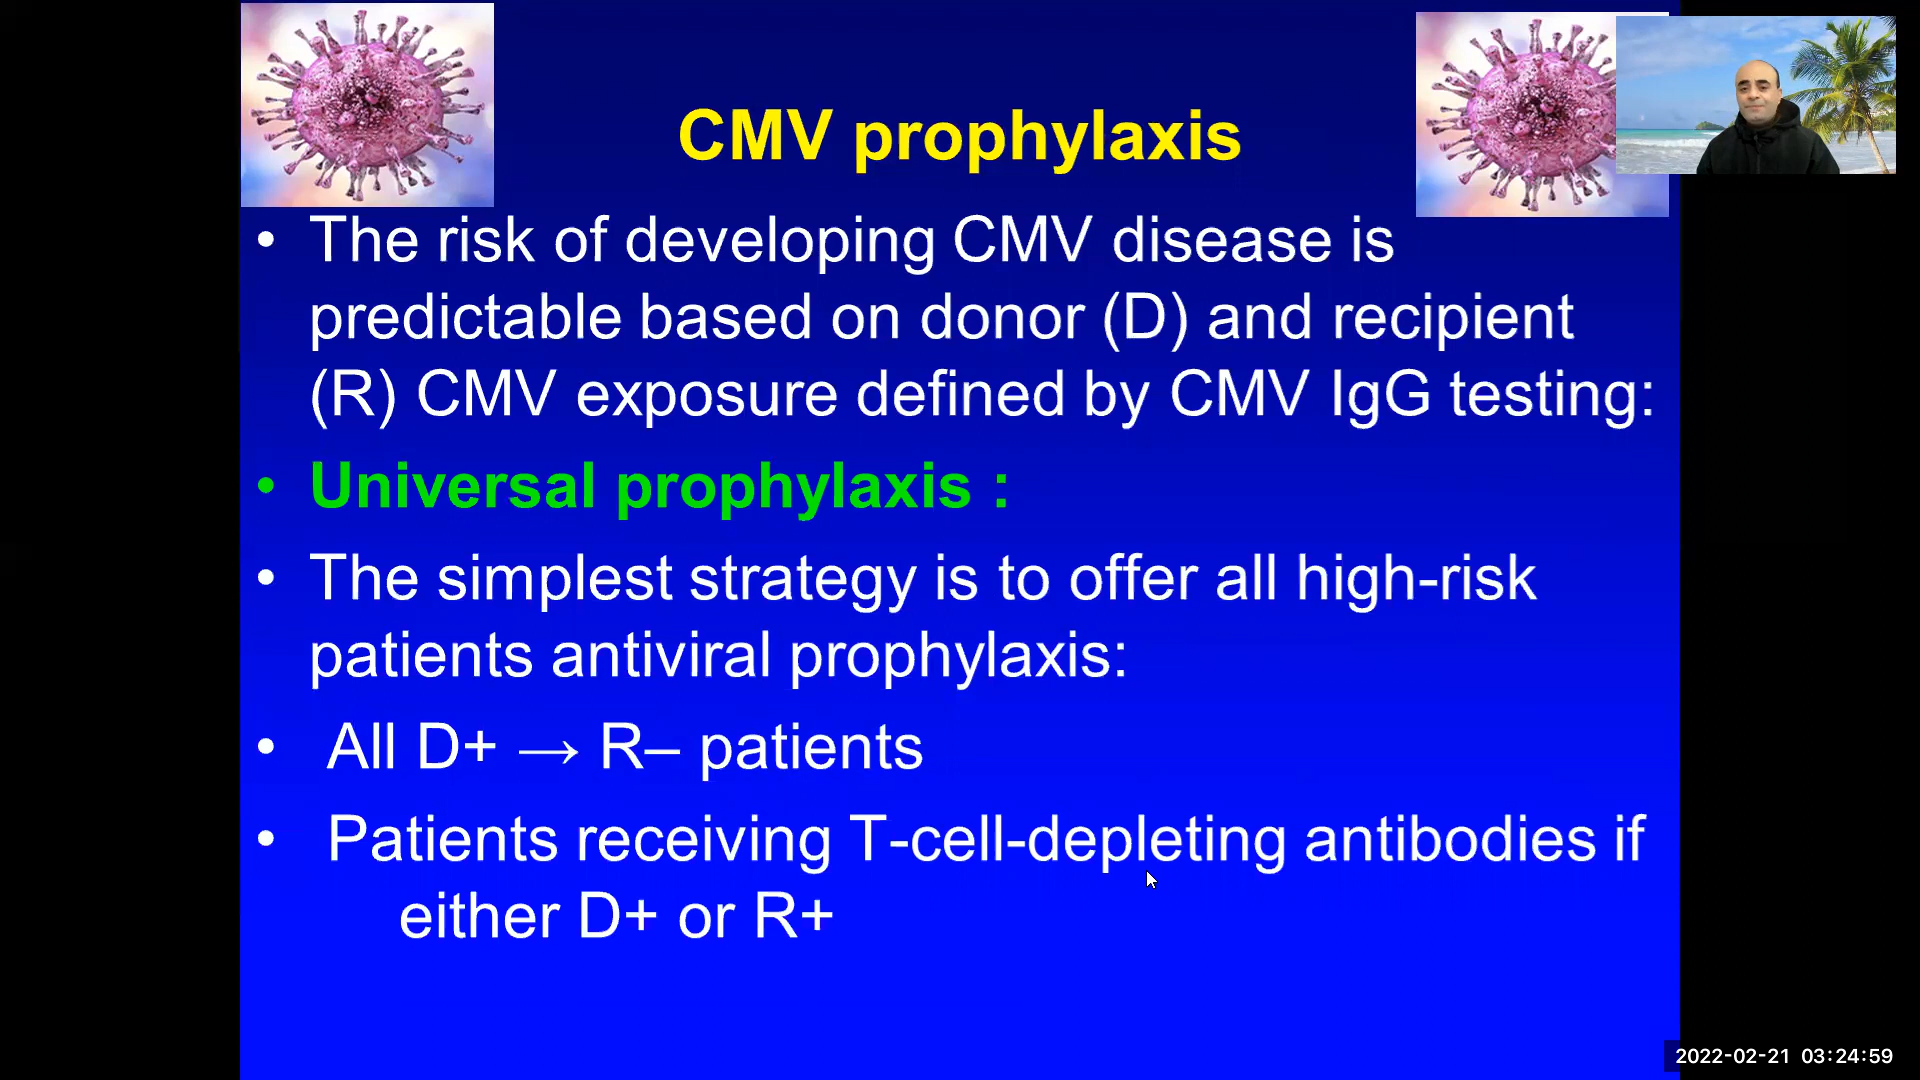 CMV prophylaxis
• The risk of developing CMV disease is
predictable based on donor (D) and recipient
(R) CMV exposure defined by CMV IgG testing:
• Universal prophylaxis :
• The simplest strategy is to offer all high-risk
patients antiviral prophylaxis:
• All D+ → R– patients
• Patients receiving T-cell-depleting antibodies if
either D+ or R+
2022-02-21 03:24:59